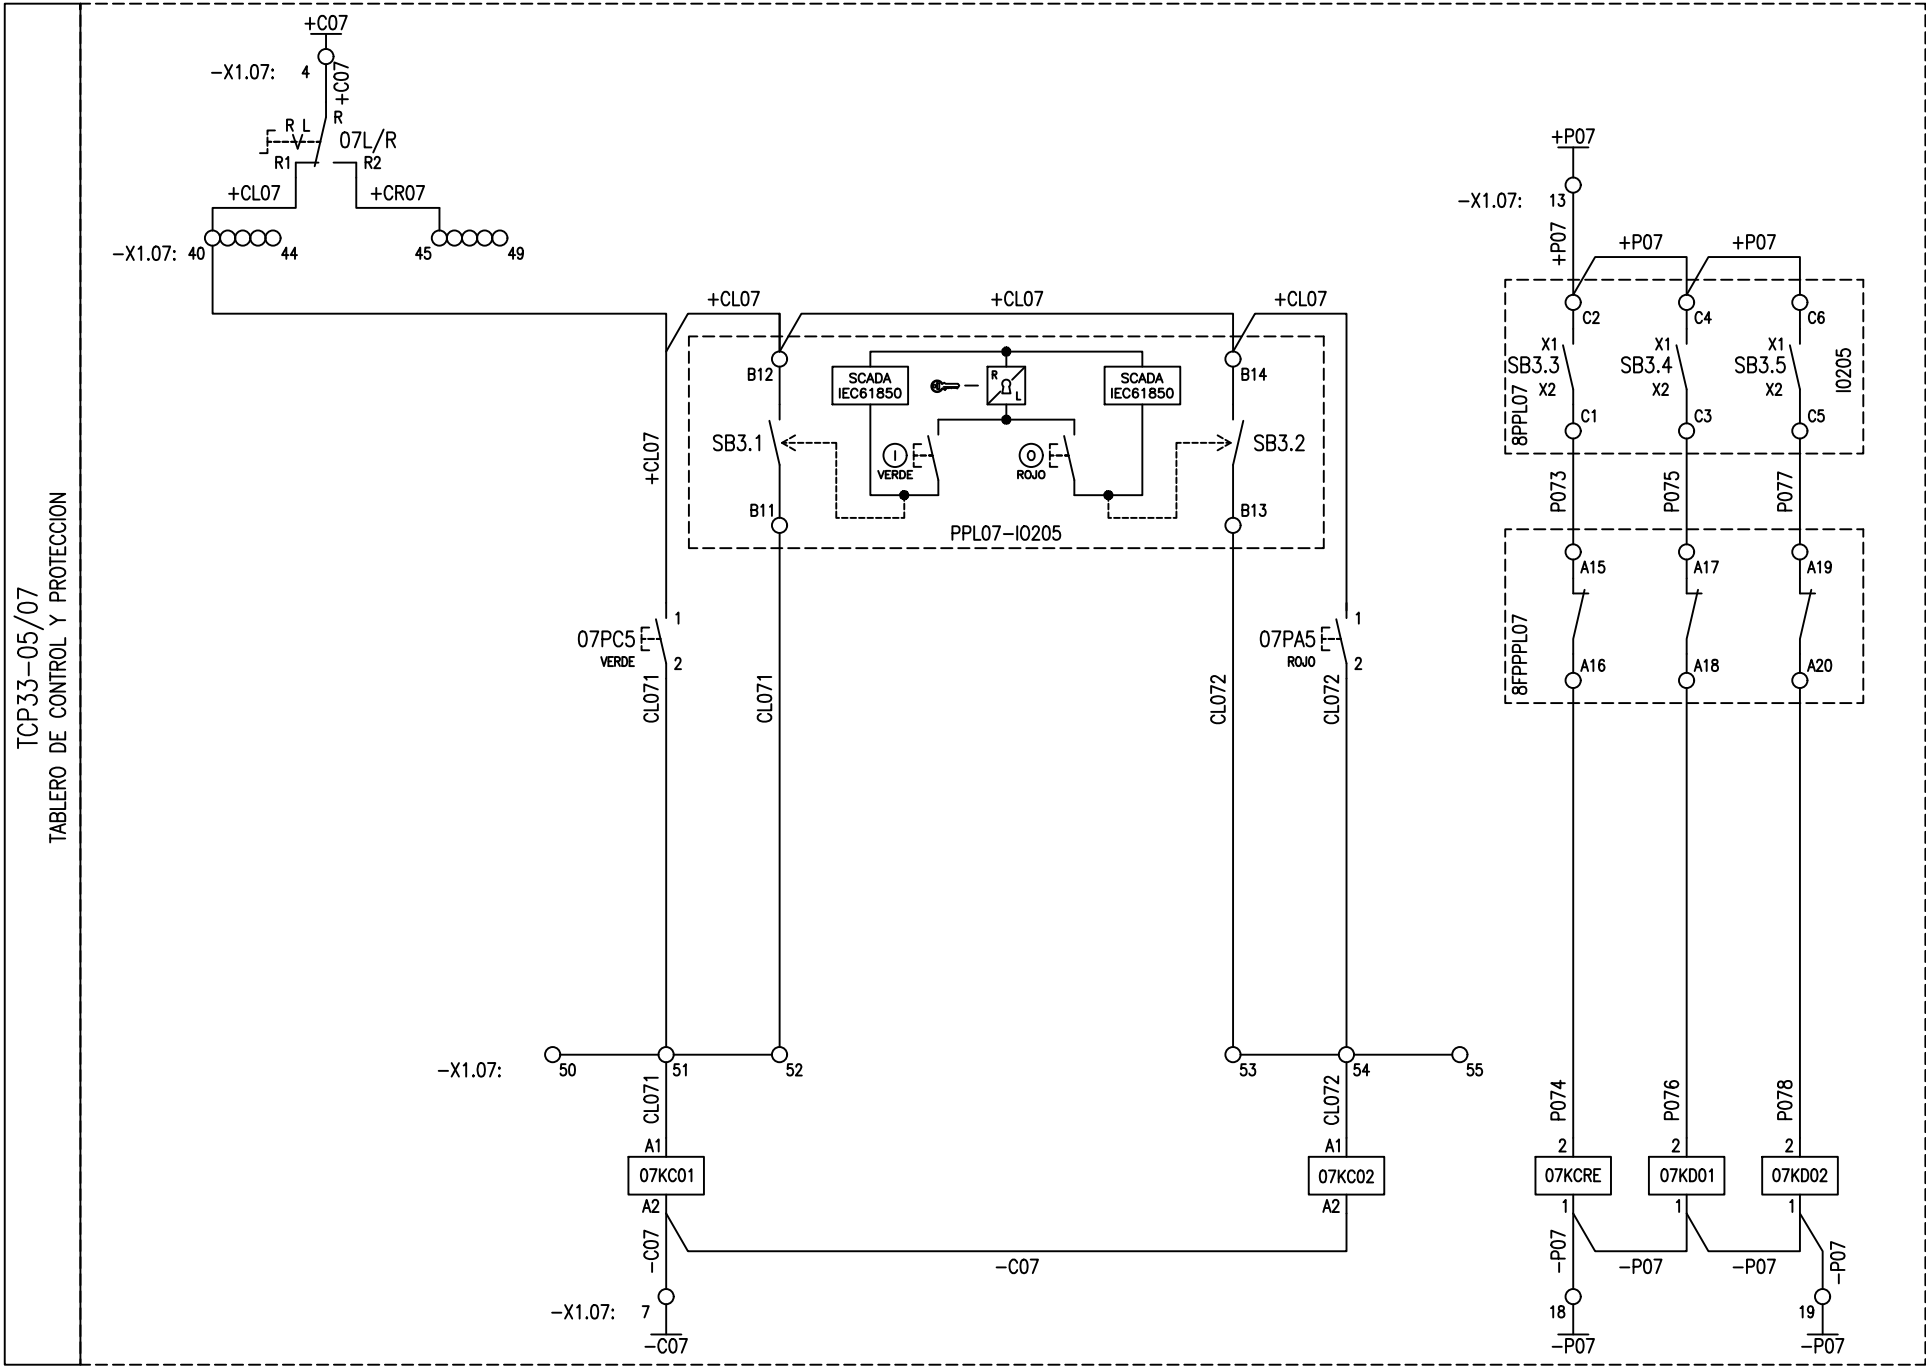 TCP33-05/07
TABLERO DE CONTROL Y PROTECCION
+C07
-X1.07: 4
+C07
R
R L
07L/R
R1 R2
+CL07 +CR07
-X1.07: 40 44 45 49
+CL07 +CL07 +CL07
B12 B14
SCADA
IEC61850
R
L
SCADA
IEC61850
+CL07
SB3.1 SB3.2
I
VERDE
O
ROJO
B11 B13
PPL07-I0205
07PC5
VERDE
1
2
07PA5
ROJO
1
2
CL071 CL071 CL072 CL072
-X1.07: 50 51 52 53 54 55
CL071 CL072
A1 A1
07KC01 07KC02
A2 A2
-C07 -C07
-X1.07: 7
-C07
+P07
-X1.07: 13
+P07 +P07 +P07
C2 C4 C6
X1 X1 X1
SB3.3 SB3.4 SB3.5
X2 X2 X2
C1 C3 C5
8PPL07
I0205
P073 P075 P077
A15 A17 A19
8FPPPL07
A16 A18 A20
P074 P076 P078
2 2 2
07KCRE 07KD01 07KD02
1 1 1
-P07 -P07 -P07 -P07
18 19
-P07 -P07